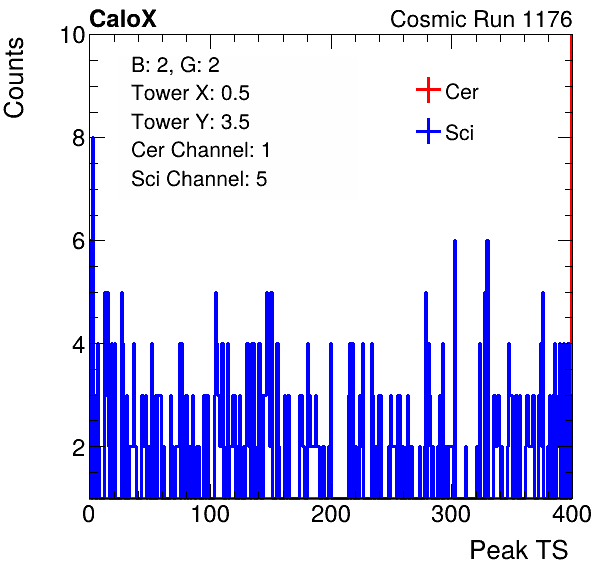 CaloX Cosmic Run 1176
Counts
10
8
6
4
2
B: 2, G: 2
Tower X: 0.5
Tower Y: 3.5
Cer Channel: 1
Sci Channel: 5
Cer
Sci
0 100 200 300 400
Peak TS